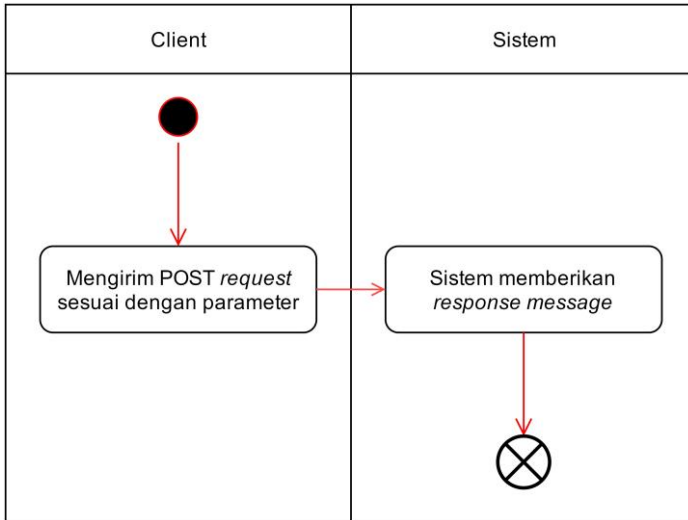 Client
Sistem
Mengirim POST request
sesuai dengan parameter
Sistem memberikan
response message